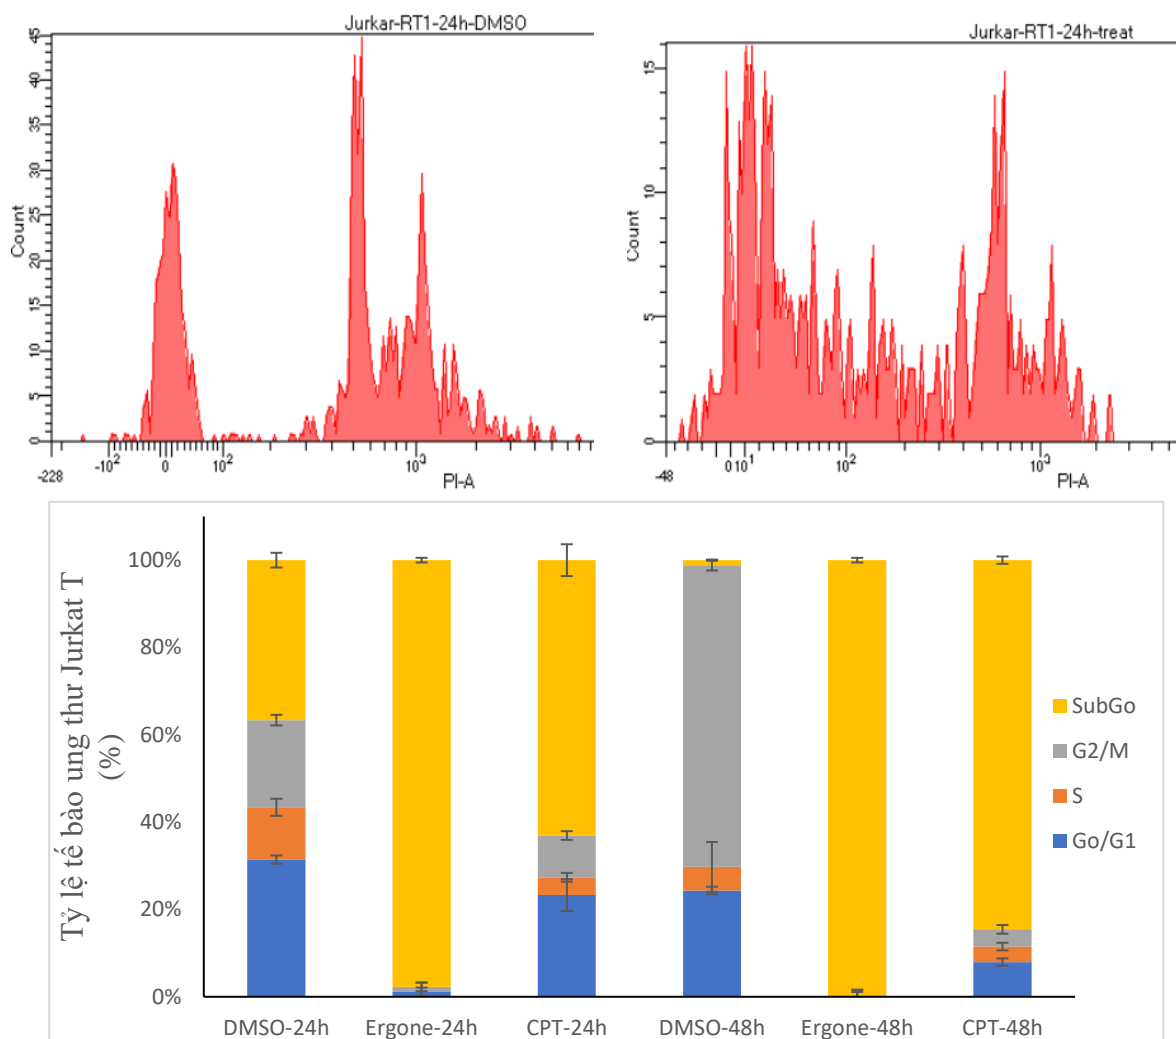 Jurkar-RT1-24h-DMSO
Count
45
40
35
30
25
20
15
10
5
0
-228
-10²
0
10²
10³
PI-A
Jurkar-RT1-24h-treat
Count
15
10
5
0
-48
010¹
10²
10³
PI-A
Tỷ lệ tế bào ung thư Jurkat T
(%)
100%
80%
60%
40%
20%
0%
DMSO-24h
Ergone-24h
CPT-24h
DMSO-48h
Ergone-48h
CPT-48h
SubGo
G2/M
S
Go/G1